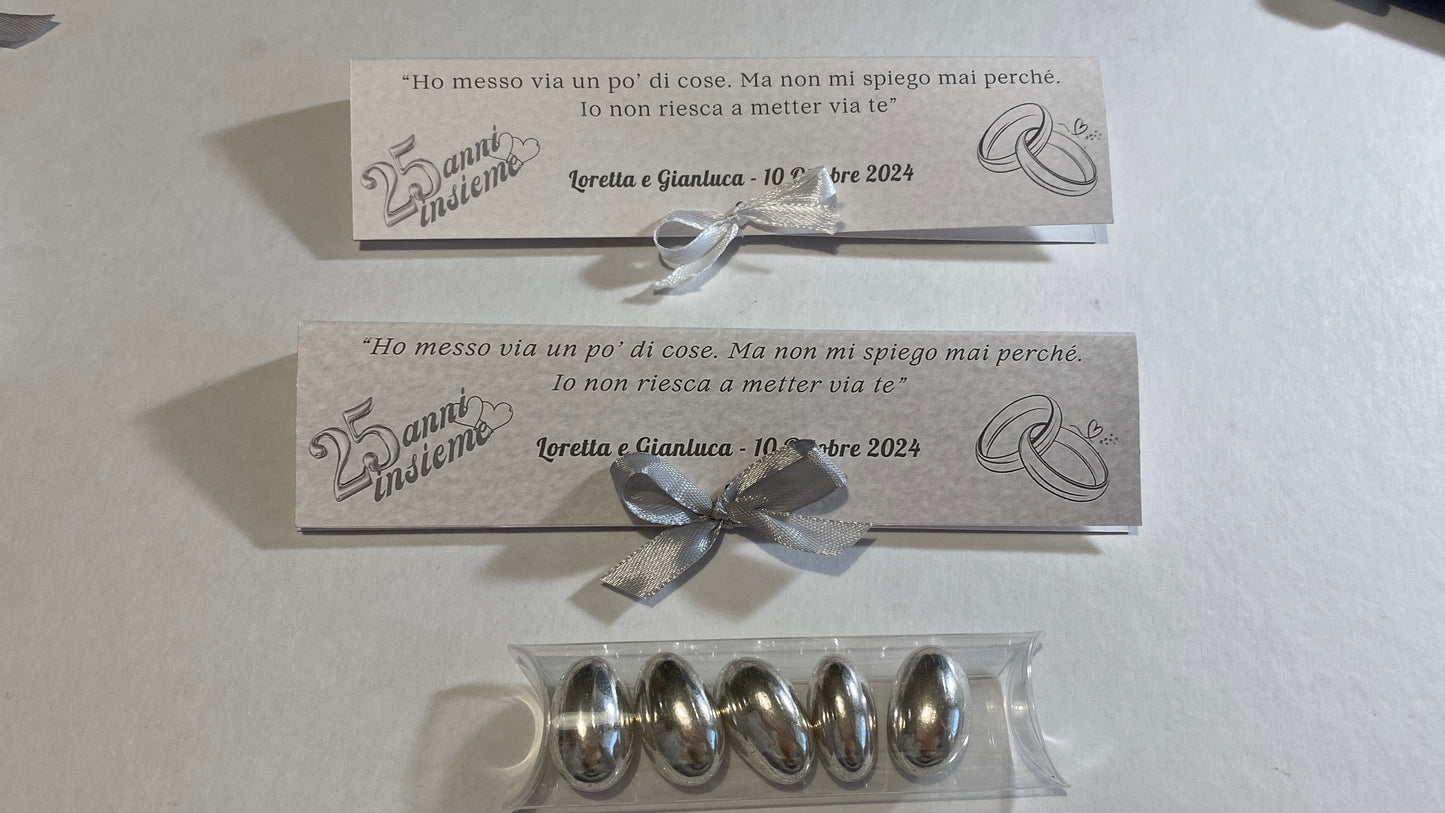 “Ho messo via un po’ di cose. Ma non mi spiego mai perché.
Io non riesca a metter via te”
25 anni
insieme
Loretta e Gianluca - 10 Ottobre 2024
“Ho messo via un po’ di cose. Ma non mi spiego mai perché.
Io non riesca a metter via te”
25 anni
insieme
Loretta e Gianluca - 10 Ottobre 2024